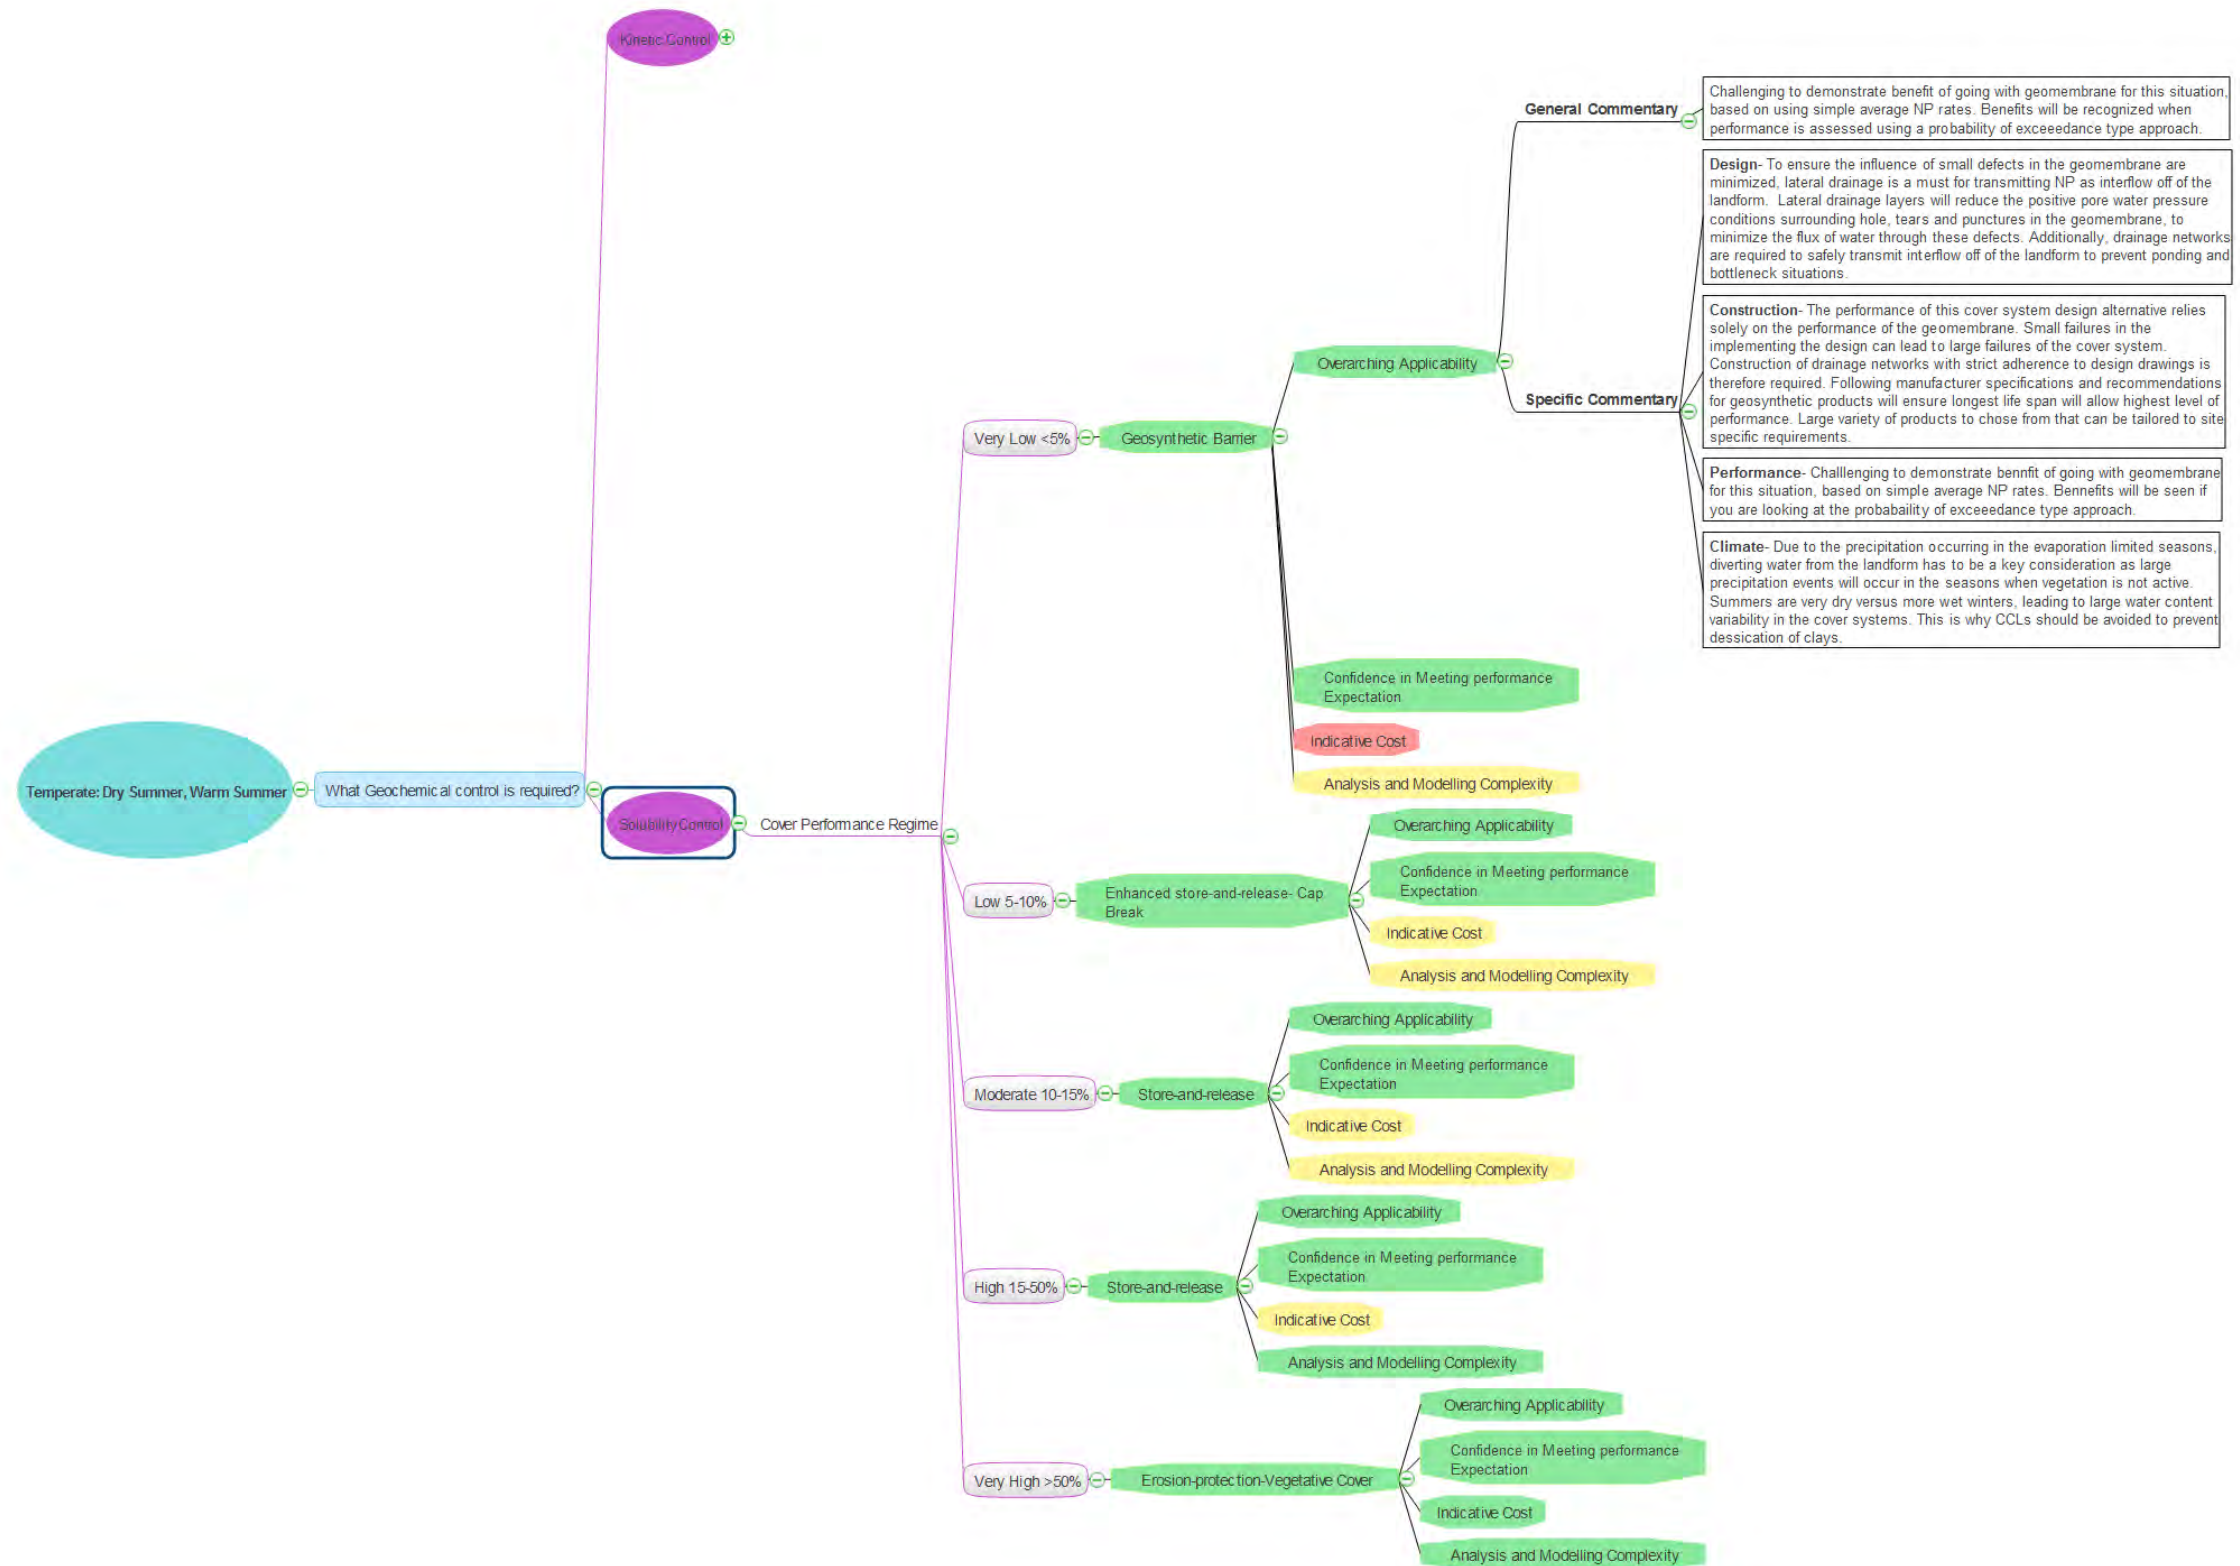 Kinetic Control
General Commentary
Challenging to demonstrate benefit of going with geomembrane for this situation,
based on using simple average NP rates. Benefits will be recognized when
performance is assessed using a probability of exceeedance type approach.
Design- To ensure the influence of small defects in the geomembrane are
minimized, lateral drainage is a must for transmitting NP as interflow off of the
landform. Lateral drainage layers will reduce the positive pore water pressure
conditions surrounding hole, tears and punctures in the geomembrane, to
minimize the flux of water through these defects. Additionally, drainage networks
are required to safely transmit interflow off of the landform to prevent ponding and
bottleneck situations.
Construction- The performance of this cover system design alternative relies
solely on the performance of the geomembrane. Small failures in the
implementing the design can lead to large failures of the cover system.
Construction of drainage networks with strict adherence to design drawings is
therefore required. Following manufacturer specifications and recommendations
for geosynthetic products will ensure longest life span will allow highest level of
performance. Large variety of products to chose from that can be tailored to site
specific requirements.
Performance- Challlenging to demonstrate bennfit of going with geomembrane
for this situation, based on simple average NP rates. Bennefits will be seen if
you are looking at the probabaility of exceeedance type approach.
Climate- Due to the precipitation occurring in the evaporation limited seasons,
diverting water from the landform has to be a key consideration as large
precipitation events will occur in the seasons when vegetation is not active.
Summers are very dry versus more wet winters, leading to large water content
variability in the cover systems. This is why CCLs should be avoided to prevent
dessication of clays.
Specific Commentary
Overarching Applicability
Very Low <5%
Geosynthetic Barrier
Confidence in Meeting performance
Expectation
Indicative Cost
Analysis and Modelling Complexity
Temperate: Dry Summer, Warm Summer
What Geochemical control is required?
Solubility Control
Cover Performance Regime
Low 5-10%
Enhanced store-and-release- Cap
Break
Overarching Applicability
Confidence in Meeting performance
Expectation
Indicative Cost
Analysis and Modelling Complexity
Moderate 10-15%
Store-and-release
Overarching Applicability
Confidence in Meeting performance
Expectation
Indicative Cost
Analysis and Modelling Complexity
High 15-50%
Store-and-release
Overarching Applicability
Confidence in Meeting performance
Expectation
Indicative Cost
Analysis and Modelling Complexity
Very High >50%
Erosion-protection-Vegetative Cover
Overarching Applicability
Confidence in Meeting performance
Expectation
Indicative Cost
Analysis and Modelling Complexity